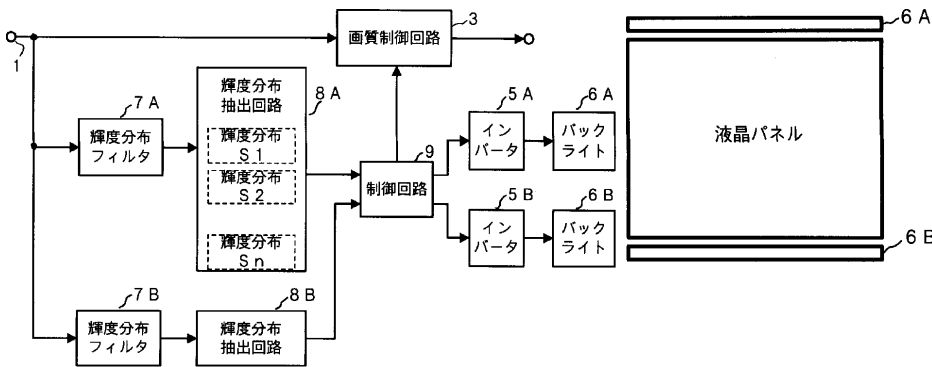 1
3
画質制御回路
7A
輝度分布
フィルタ
8A
輝度分布
抽出回路
輝度分布
S1
輝度分布
S2
輝度分布
Sn
9
制御回路
5A
イン
バータ
6A
バック
ライト
5B
イン
バータ
6B
バック
ライト
7B
輝度分布
フィルタ
8B
輝度分布
抽出回路
6A
液晶パネル
6B